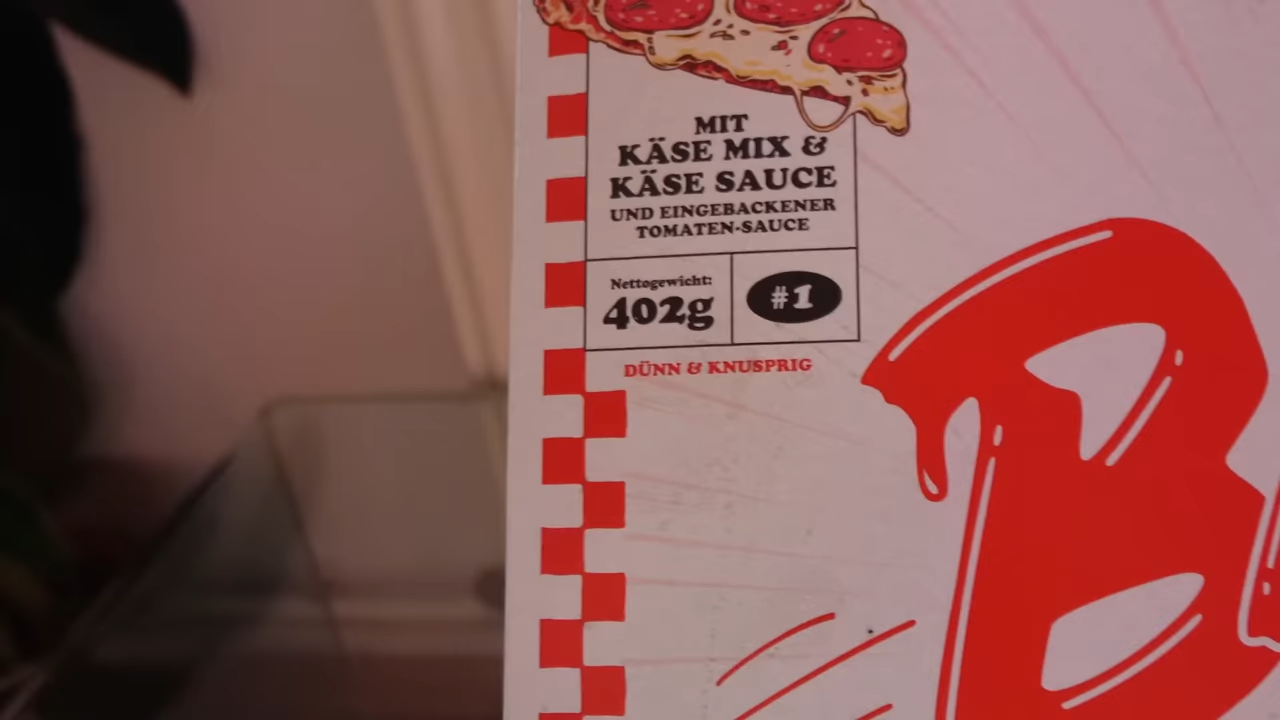 MIT
KÄSE MIX &
KÄSE SAUCE
UND EINGEBACKENER
TOMATEN-SAUCE
Nettogewicht:
402g
#1
DÜNN & KNUSPRIG
B